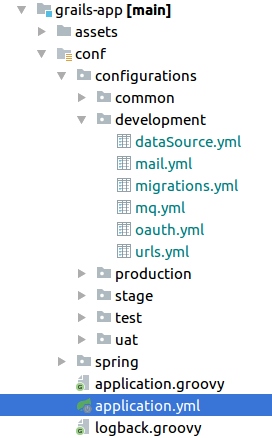 grails-app [main]
assets
conf
configurations
common
development
dataSource.yml
mail.yml
migrations.yml
mq.yml
oauth.yml
urls.yml
production
stage
test
uat
spring
application.groovy
application.yml
logback.groovy